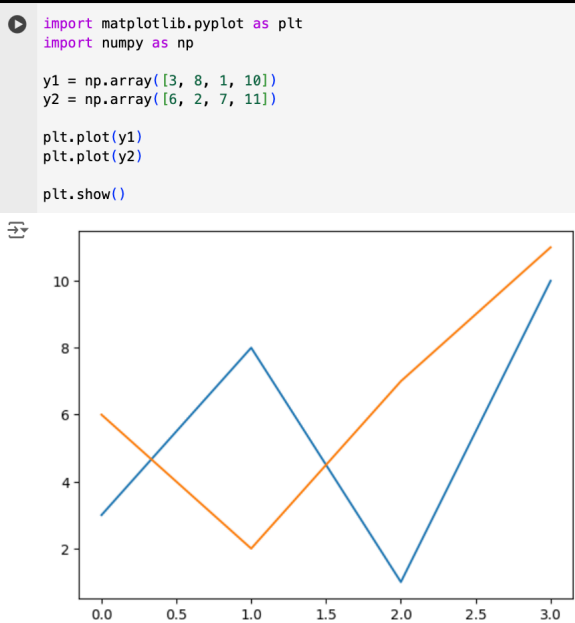 import matplotlib.pyplot as plt
import numpy as np
y1 = np.array([3, 8, 1, 10])
y2 = np.array([6, 2, 7, 11])
plt.plot(y1)
plt.plot(y2)
plt.show()
10
8
6
4
2
0.0 0.5 1.0 1.5 2.0 2.5 3.0